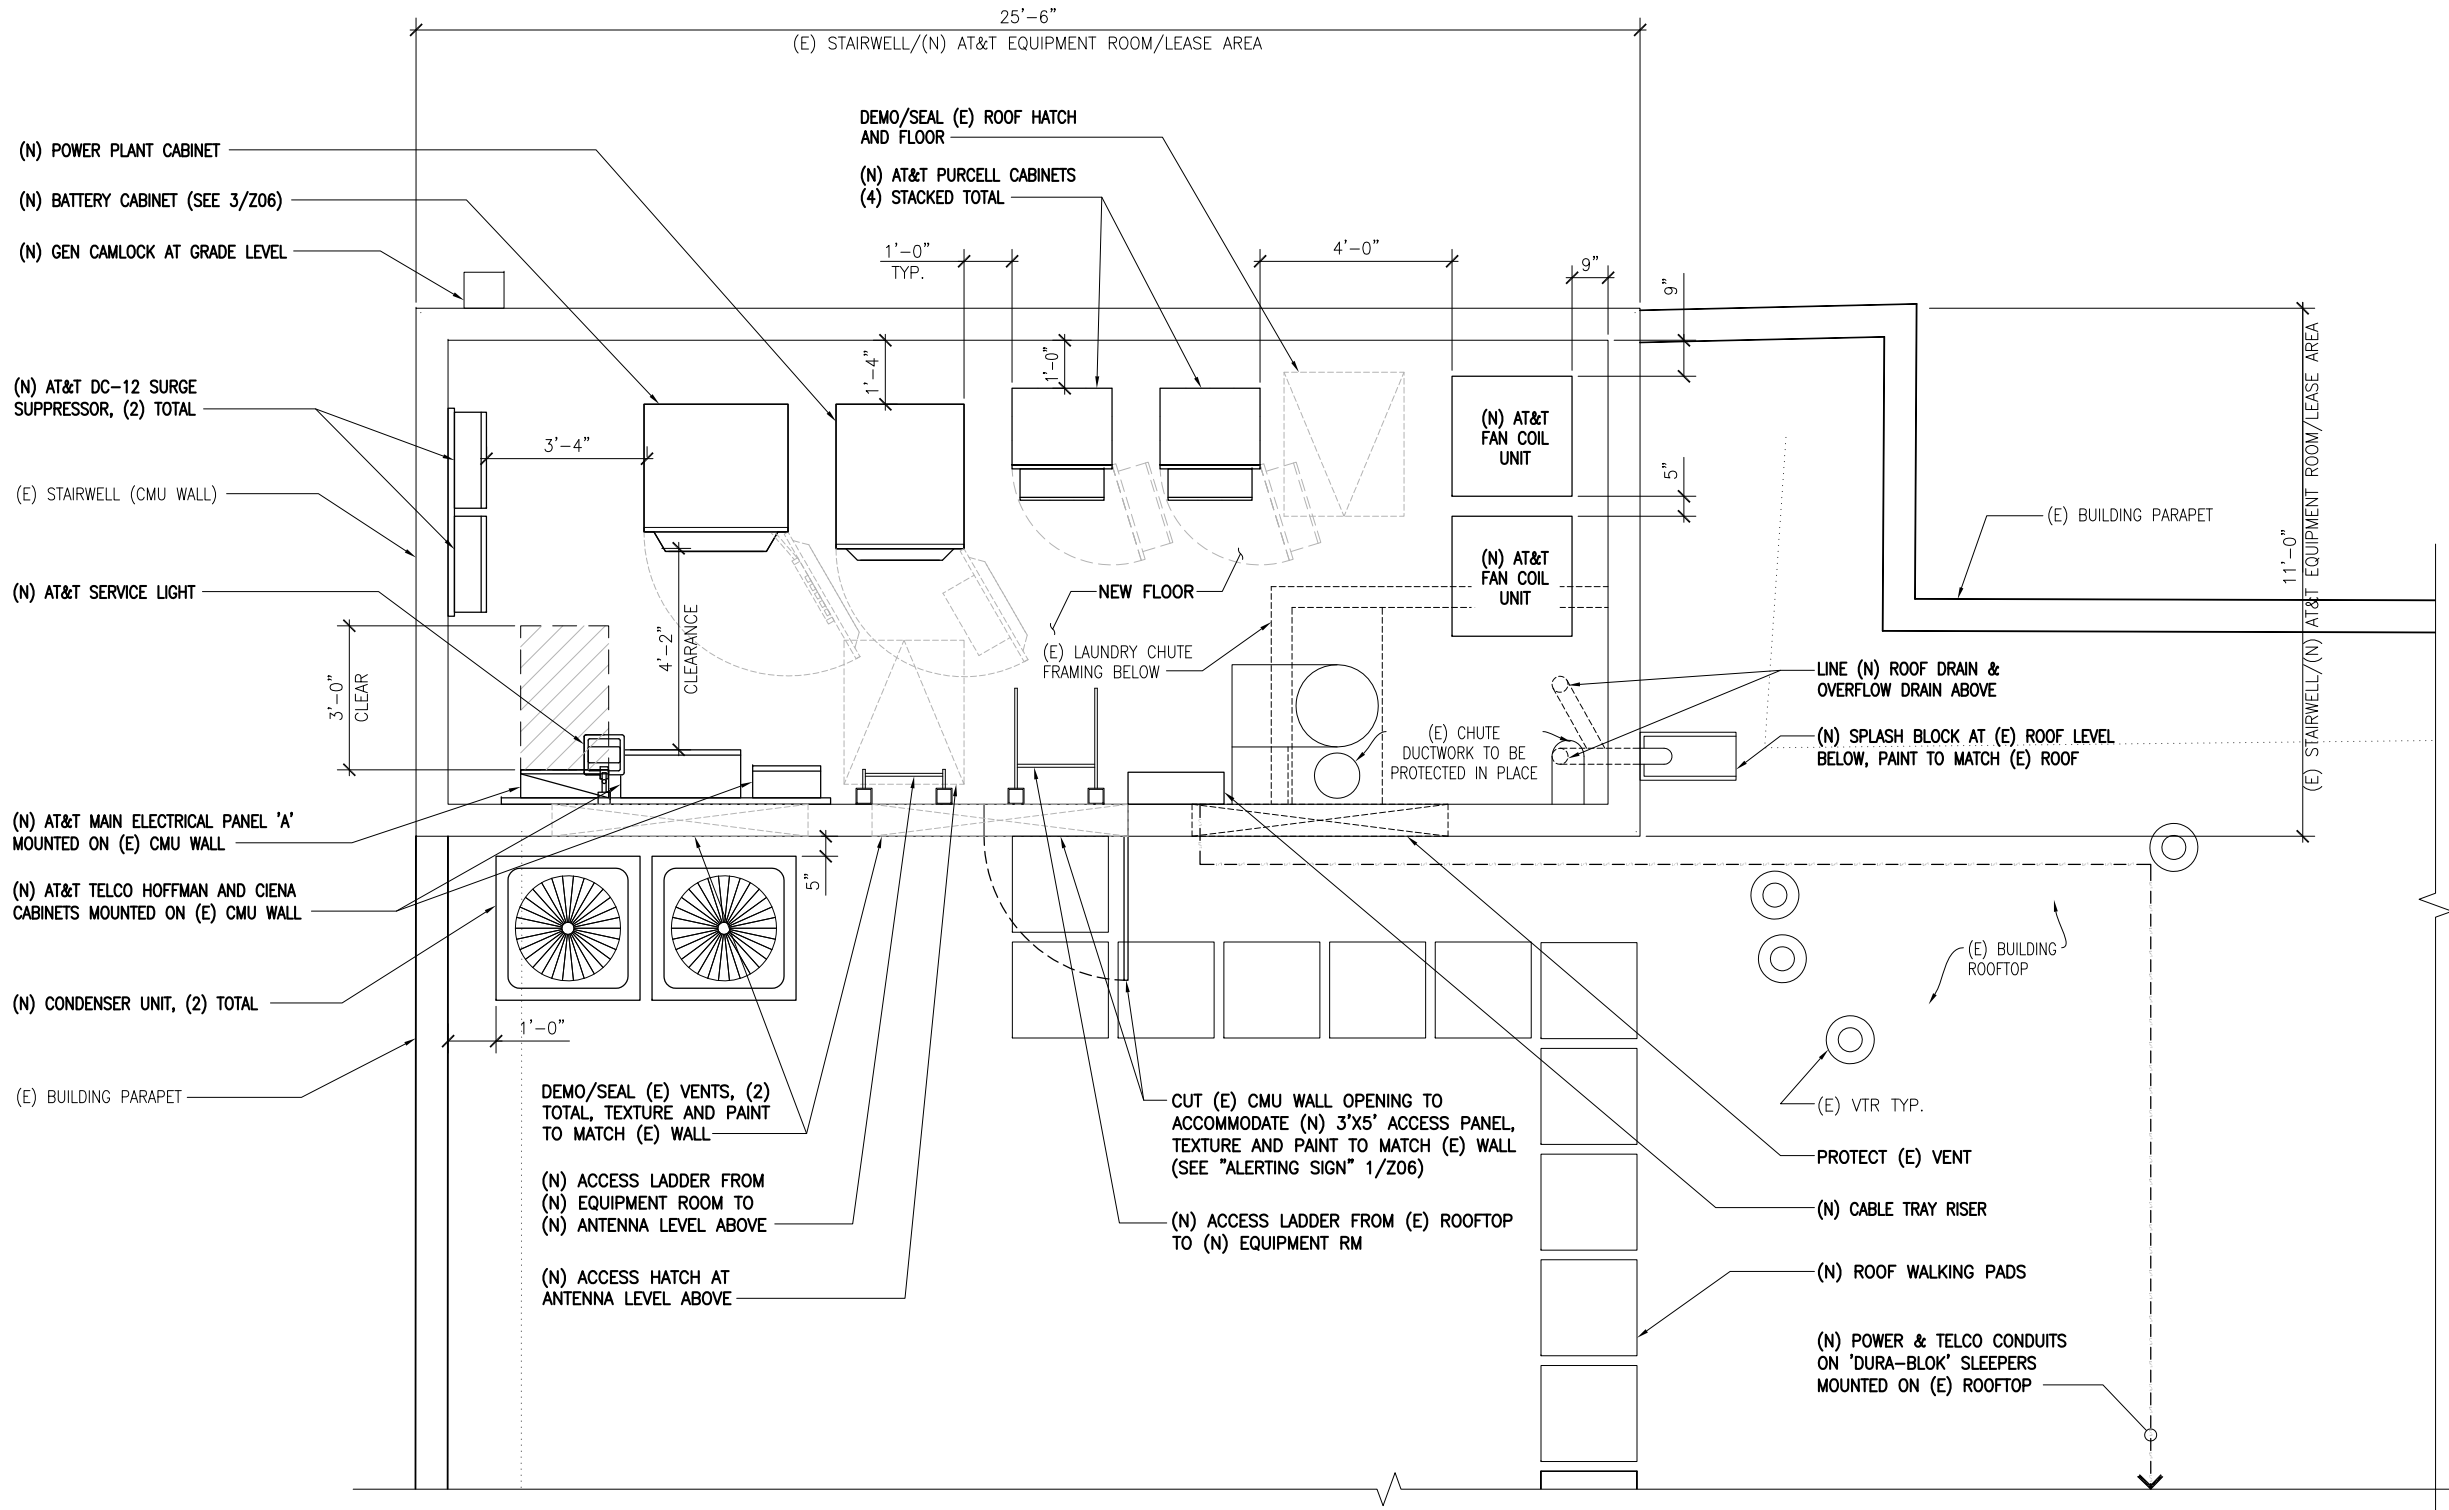 25'-6"
(E) STAIRWELL/(N) AT&T EQUIPMENT ROOM/LEASE AREA
DEMO/SEAL (E) ROOF HATCH
AND FLOOR
(N) POWER PLANT CABINET
(N) AT&T PURCELL CABINETS
(4) STACKED TOTAL
(N) BATTERY CABINET (SEE 3/Z06)
(N) GEN CAMLOCK AT GRADE LEVEL
1'-0"
TYP.
4'-0"
9"
9"
1'-4"
1'-0"
(N) AT&T DC-12 SURGE
SUPPRESSOR, (2) TOTAL
3'-4"
(N) AT&T
FAN COIL
UNIT
5"
(E) STAIRWELL (CMU WALL)
(E) BUILDING PARAPET
11'-0"
(E) STAIRWELL/(N) AT&T EQUIPMENT ROOM/LEASE AREA
(N) AT&T SERVICE LIGHT
NEW FLOOR
(N) AT&T
FAN COIL
UNIT
4'-2"
CLEARANCE
(E) LAUNDRY CHUTE
FRAMING BELOW
3'-0"
CLEAR
LINE (N) ROOF DRAIN &
OVERFLOW DRAIN ABOVE
(E) CHUTE
DUCTWORK TO BE
PROTECTED IN PLACE
(N) SPLASH BLOCK AT (E) ROOF LEVEL
BELOW, PAINT TO MATCH (E) ROOF
(N) AT&T MAIN ELECTRICAL PANEL 'A'
MOUNTED ON (E) CMU WALL
5"
(N) AT&T TELCO HOFFMAN AND CIENA
CABINETS MOUNTED ON (E) CMU WALL
(E) BUILDING
ROOFTOP
(N) CONDENSER UNIT, (2) TOTAL
1'-0"
(E) BUILDING PARAPET
DEMO/SEAL (E) VENTS, (2)
TOTAL, TEXTURE AND PAINT
TO MATCH (E) WALL
CUT (E) CMU WALL OPENING TO
ACCOMMODATE (N) 3'X5' ACCESS PANEL,
TEXTURE AND PAINT TO MATCH (E) WALL
(SEE "ALERTING SIGN" 1/Z06)
(E) VTR TYP.
PROTECT (E) VENT
(N) ACCESS LADDER FROM
(N) EQUIPMENT ROOM TO
(N) ANTENNA LEVEL ABOVE
(N) ACCESS LADDER FROM (E) ROOFTOP
TO (N) EQUIPMENT RM
(N) CABLE TRAY RISER
(N) ACCESS HATCH AT
ANTENNA LEVEL ABOVE
(N) ROOF WALKING PADS
(N) POWER & TELCO CONDUITS
ON 'DURA-BLOK' SLEEPERS
MOUNTED ON (E) ROOFTOP